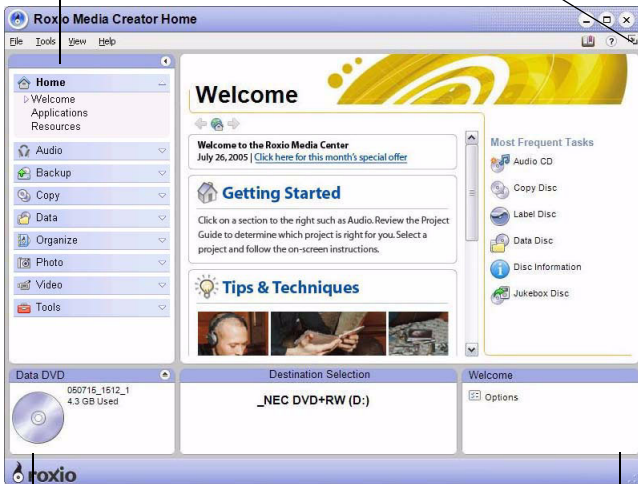 Roxio Media Creator Home
File Tools View Help
Home
Welcome
Applications
Resources
Audio
Backup
Copy
Data
Organize
Photo
Video
Tools
Welcome
Welcome to the Roxio Media Center
July 26, 2005 | Click here for this month's special offer
Getting Started
Click on a section to the right such as Audio. Review the Project
Guide to determine which project is right for you. Select a
project and follow the on-screen instructions.
Tips & Techniques
Most Frequent Tasks
Audio CD
Copy Disc
Label Disc
Data Disc
Disc Information
Jukebox Disc
Data DVD
050715_1512_1
4.3 GB Used
Destination Selection
_NEC DVD+RW (D:)
Welcome
Options
roxio